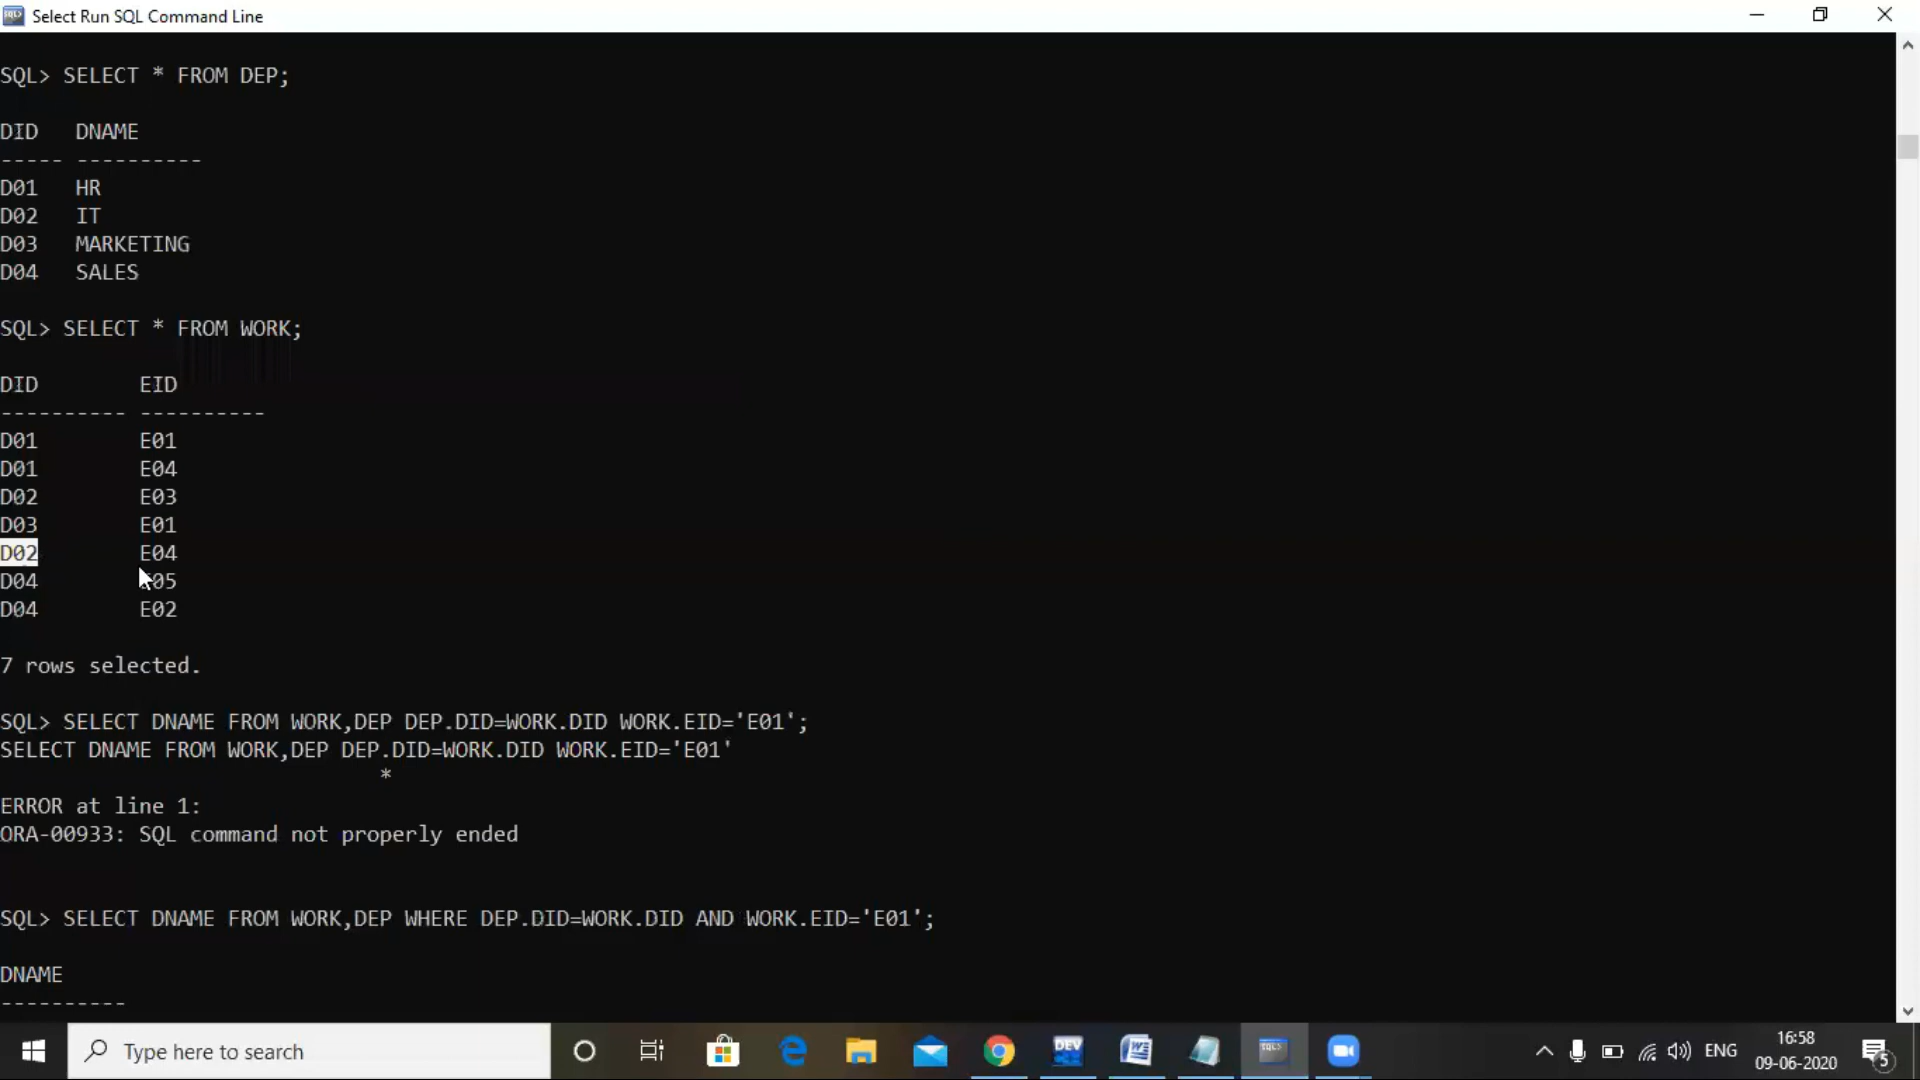 Select Run SQL Command Line
SQL> SELECT * FROM DEP;
DID   DNAME
----- ----------
D01   HR
D02   IT
D03   MARKETING
D04   SALES
SQL> SELECT * FROM WORK;
DID        EID
---------- ----------
D01        E01
D01        E04
D02        E03
D03        E01
D02        E04
D04        E05
D04        E02
7 rows selected.
SQL> SELECT DNAME FROM WORK,DEP DEP.DID=WORK.DID WORK.EID='E01';
SELECT DNAME FROM WORK,DEP DEP.DID=WORK.DID WORK.EID='E01'
*
ERROR at line 1:
ORA-00933: SQL command not properly ended
SQL> SELECT DNAME FROM WORK,DEP WHERE DEP.DID=WORK.DID AND WORK.EID='E01';
DNAME
----------
Type here to search
DEV
SQL>
ENG
16:58
09-06-2020
5